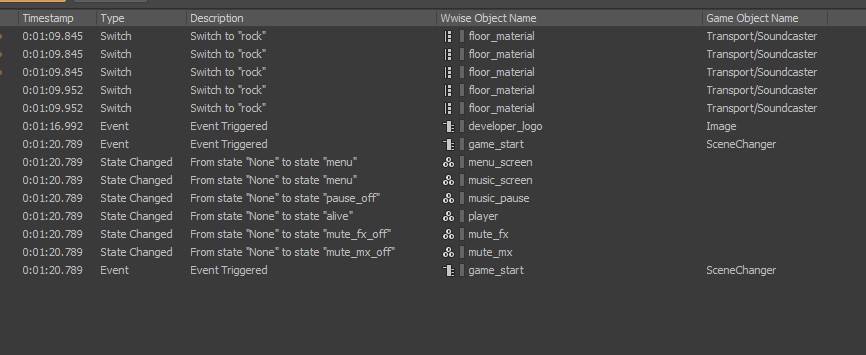 Timestamp Type Description Wwise Object Name Game Object Name
0:01:09.845 Switch Switch to "rock" floor_material Transport/Soundcaster
0:01:09.845 Switch Switch to "rock" floor_material Transport/Soundcaster
0:01:09.845 Switch Switch to "rock" floor_material Transport/Soundcaster
0:01:09.952 Switch Switch to "rock" floor_material Transport/Soundcaster
0:01:09.952 Switch Switch to "rock" floor_material Transport/Soundcaster
0:01:16.992 Event Event Triggered developer_logo Image
0:01:20.789 Event Event Triggered game_start SceneChanger
0:01:20.789 State Changed From state "None" to state "menu" menu_screen
0:01:20.789 State Changed From state "None" to state "menu" music_screen
0:01:20.789 State Changed From state "None" to state "pause_off" music_pause
0:01:20.789 State Changed From state "None" to state "alive" player
0:01:20.789 State Changed From state "None" to state "mute_fx_off" mute_fx
0:01:20.789 State Changed From state "None" to state "mute_mx_off" mute_mx
0:01:20.789 Event Event Triggered game_start SceneChanger